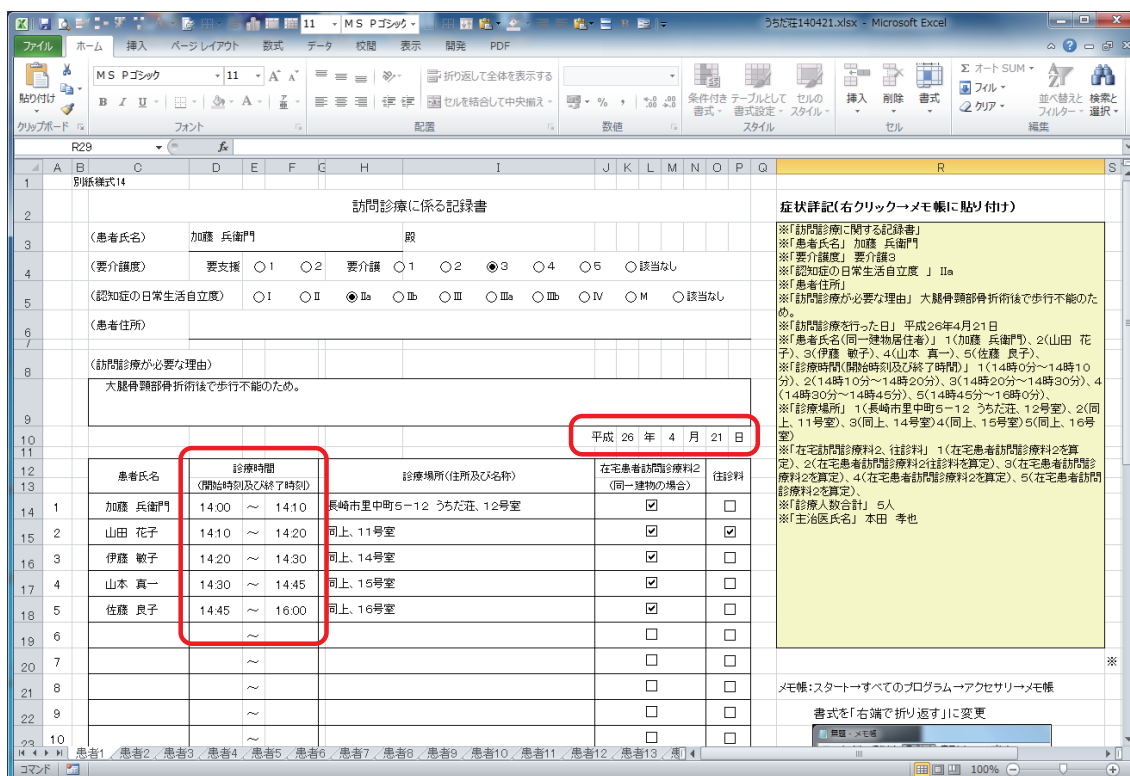 うちだ荘140421.xlsx - Microsoft Excel
ファイル ホーム 挿入 ページ レイアウト 数式 データ 校閲 表示 開発 PDF
11 MS Pゴシック
貼り付け
MS Pゴシック 11
B I U
折り返して全体を表示する
セルを結合して中央揃え
条件付き書式 テーブルとして書式設定 セルのスタイル
挿入 削除 書式
Σ オート SUM
フィル
クリア
並べ替えと フィルター 検索と 選択
クリップボード フォント 配置 数値 スタイル セル 編集
R29 fx
A B C D E F G H I J K L M N O P Q R S
1 別紙様式14
2 訪問診療に係る記録書 症状詳記(右クリック→メモ帳に貼り付け)
3 (患者氏名) 加藤 兵衛門 殿
4 (要介護度) 要支援 1 2 要介護 1 2 3 4 5 該当なし
5 (認知症の日常生活自立度) I II IIa IIb III IIIa IIIb IV M 該当なし
6 (患者住所)
7
8 (訪問診療が必要な理由)
9 大腿骨頸部骨折術後で歩行不能のため。
10 平成 26 年 4 月 21 日
11
12 患者氏名 診療時間 診療場所(住所及び名称) 在宅患者訪問診療料2 往診料
13 (開始時刻及び終了時刻) (同一建物の場合)
14 1 加藤 兵衛門 14:00 ～ 14:10 長崎市里中町5－12 うちだ荘、12号室
15 2 山田 花子 14:10 ～ 14:20 同上、11号室
16 3 伊藤 敏子 14:20 ～ 14:30 同上、14号室
17 4 山本 真一 14:30 ～ 14:45 同上、15号室
18 5 佐藤 良子 14:45 ～ 16:00 同上、16号室
19 6 ～
20 7 ～ ※
21 8 ～
22 9 ～
23 10 ～
※「訪問診療に関する記録書」
※「患者氏名」 加藤 兵衛門
※「要介護度」 要介護3
※「認知症の日常生活自立度 」 IIa
※「患者住所」
※「訪問診療が必要な理由」 大腿骨頸部骨折術後で歩行不能のた
め。
※「訪問診療を行った日」 平成26年4月21日
※「患者氏名(同一建物居住者)」 1(加藤 兵衛門)、2(山田 花
子)、3(伊藤 敏子)、4(山本 真一)、5(佐藤 良子)、
※「診療時間(開始時刻及び終了時間)」 1(14時0分～14時10
分)、2(14時10分～14時20分)、3(14時20分～14時30分)、4
(14時30分～14時45分)、5(14時45分～16時0分)、
※「診療場所」 1(長崎市里中町5－12 うちだ荘、12号室)、2(同
上、11号室)、3(同上、14号室)4(同上、15号室)5(同上、16号
室)
※「在宅訪問診療料2、往診料」 1(在宅患者訪問診療料2を算
定)、2(在宅患者訪問診療料2往診料を算定)、3(在宅患者訪問診
療料2を算定)、4(在宅患者訪問診療料2を算定)、5(在宅患者訪問
診療料2を算定)、
※「診療人数合計」 5人
※「主治医氏名」 本田 孝也
メモ帳：スタート→すべてのプログラム→アクセサリ→メモ帳
書式を「右端で折り返す」に変更
無題 - メモ帳
患者1 患者2 患者3 患者4 患者5 患者6 患者7 患者8 患者9 患者10 患者11 患者12 患者13
コマンド 100%